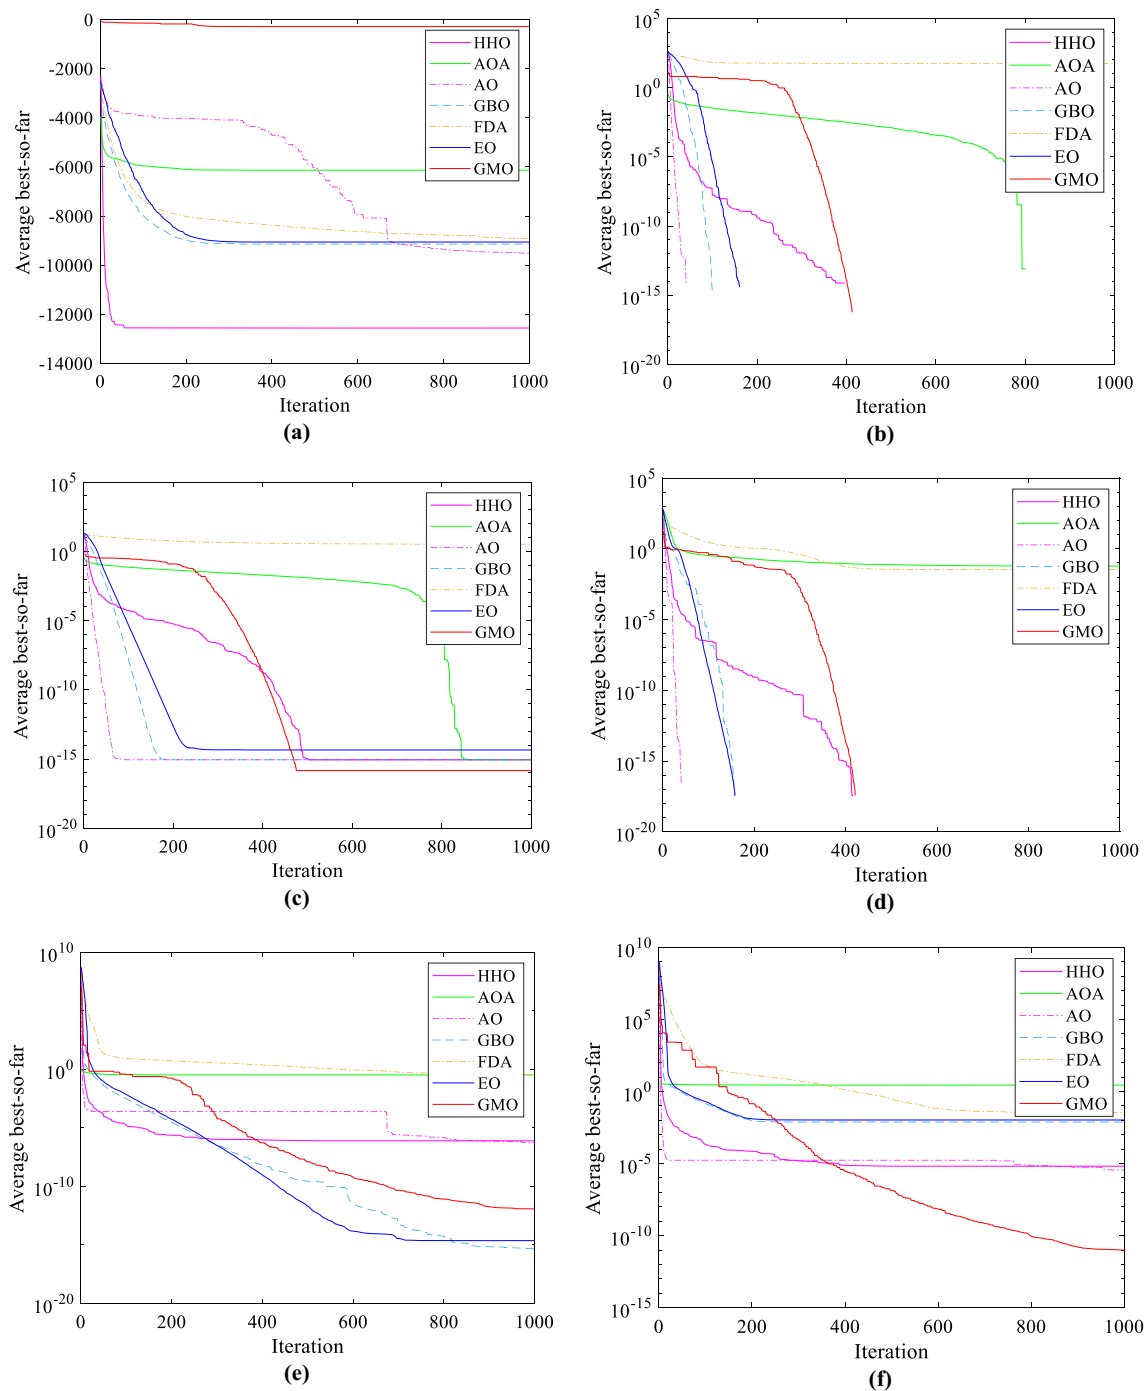 0
-2000
-4000
-6000
-8000
-10000
-12000
-14000
Average best-so-far
HHO
AOA
AO
GBO
FDA
EO
GMO
0 200 400 600 800 1000
Iteration
(a)
10^5
10^0
10^-5
10^-10
10^-15
10^-20
Average best-so-far
HHO
AOA
AO
GBO
FDA
EO
GMO
0 200 400 600 800 1000
Iteration
(b)
10^5
10^0
10^-5
10^-10
10^-15
10^-20
Average best-so-far
HHO
AOA
AO
GBO
FDA
EO
GMO
0 200 400 600 800 1000
Iteration
(c)
10^5
10^0
10^-5
10^-10
10^-15
10^-20
Average best-so-far
HHO
AOA
AO
GBO
FDA
EO
GMO
0 200 400 600 800 1000
Iteration
(d)
10^10
10^0
10^-10
10^-20
Average best-so-far
HHO
AOA
AO
GBO
FDA
EO
GMO
0 200 400 600 800 1000
Iteration
(e)
10^10
10^5
10^0
10^-5
10^-10
10^-15
Average best-so-far
HHO
AOA
AO
GBO
FDA
EO
GMO
0 200 400 600 800 1000
Iteration
(f)